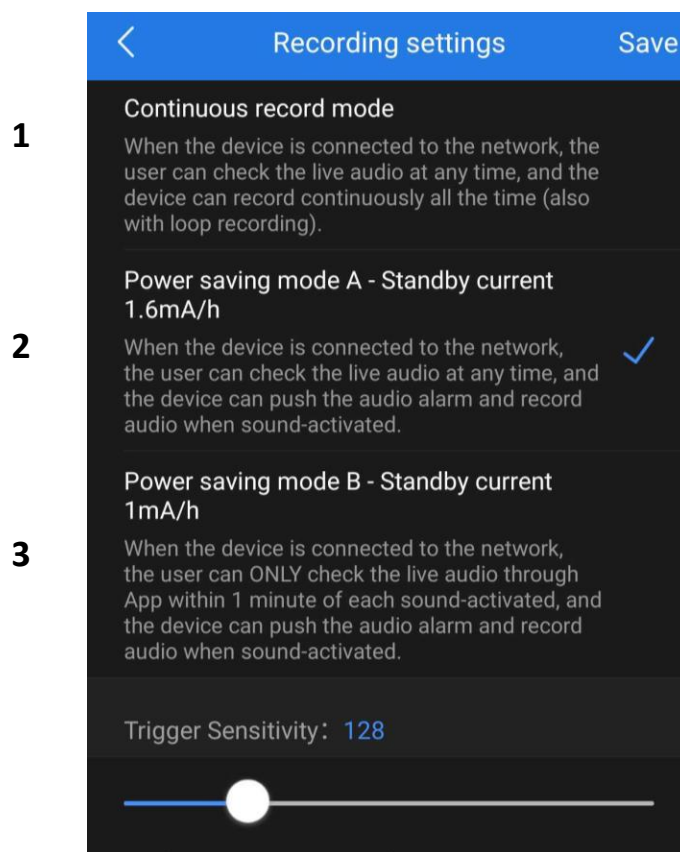 Recording settings Save
1
Continuous record mode
When the device is connected to the network, the
user can check the live audio at any time, and the
device can record continuously all the time (also
with loop recording).
2
Power saving mode A - Standby current
1.6mA/h
When the device is connected to the network,
the user can check the live audio at any time, and
the device can push the audio alarm and record
audio when sound-activated.
3
Power saving mode B - Standby current
1mA/h
When the device is connected to the network,
the user can ONLY check the live audio through
App within 1 minute of each sound-activated, and
the device can push the audio alarm and record
audio when sound-activated.
Trigger Sensitivity: 128